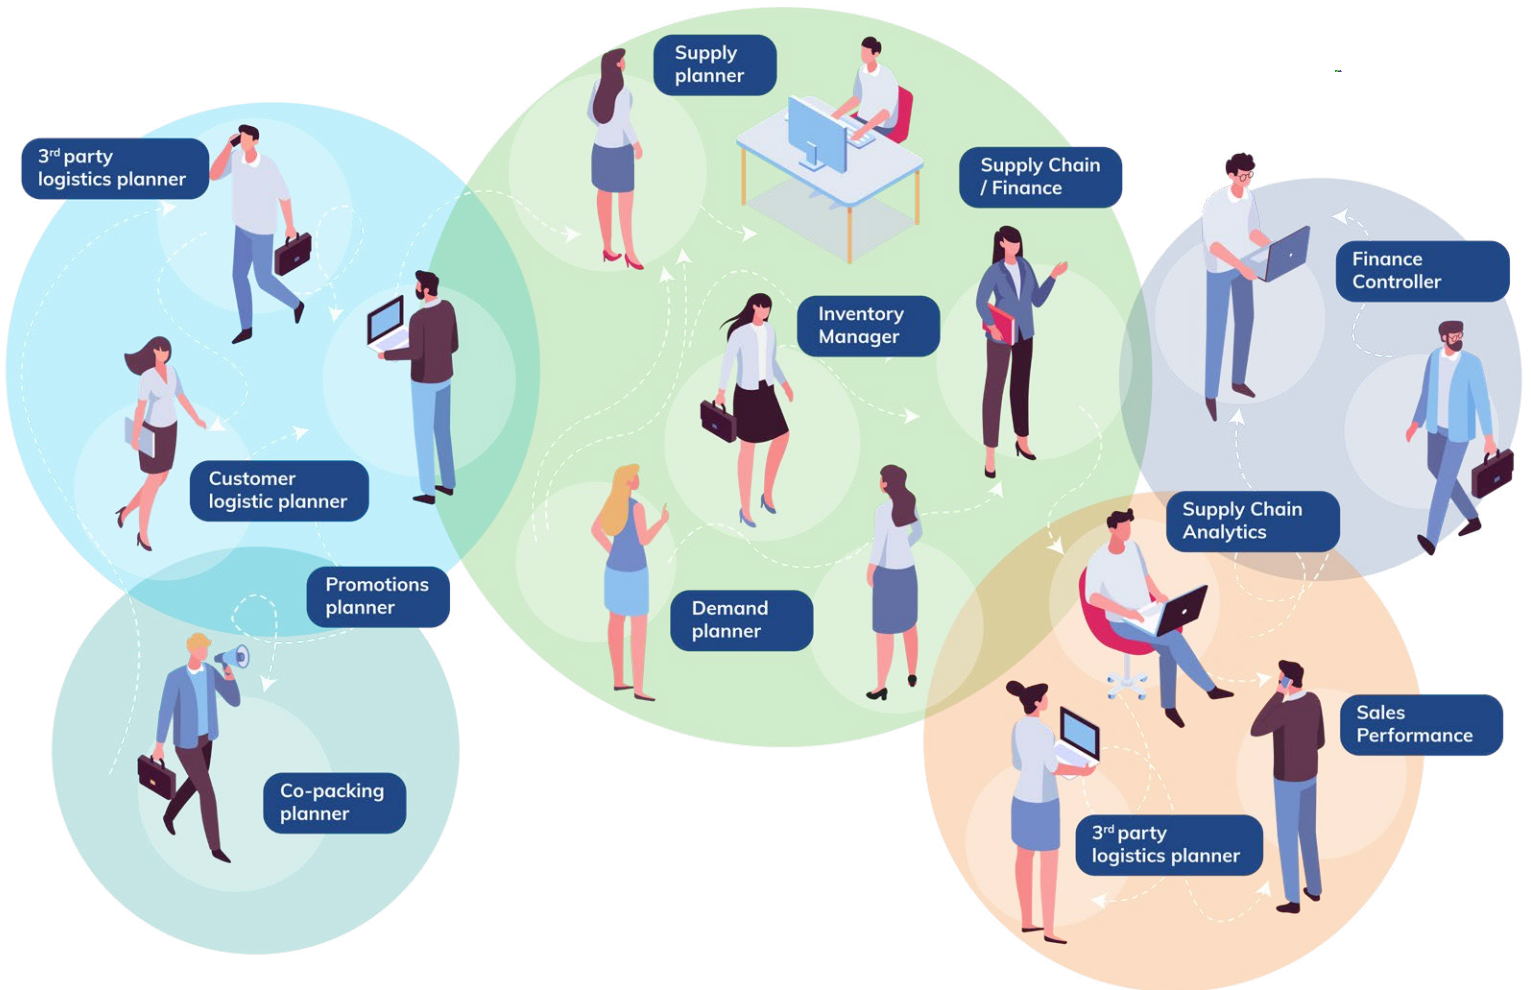 Supply
planner
3rd party
logistics planner
Supply Chain
/ Finance
Finance
Controller
Inventory
Manager
Customer
logistic planner
Supply Chain
Analytics
Promotions
planner
Demand
planner
Sales
Performance
Co-packing
planner
3rd party
logistics planner